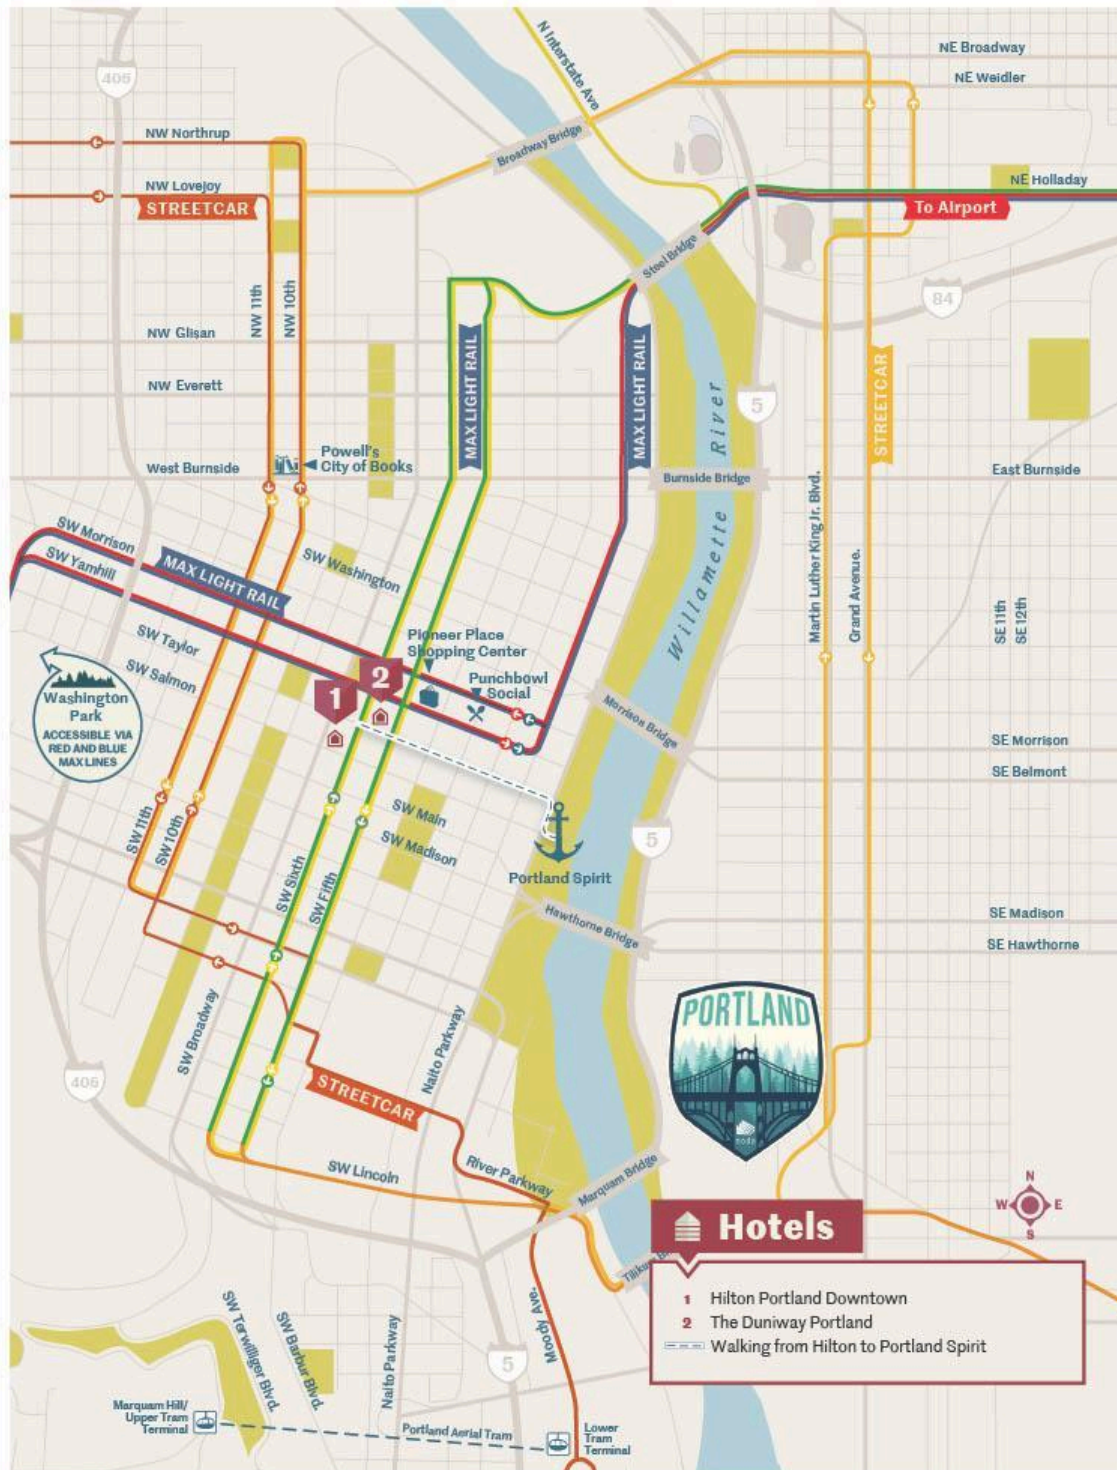 N Interstate Ave
NE Broadway
405
NE Weidler
NW Northrup
Broadway Bridge
NW Lovejoy
STREETCAR
NE Holladay
To Airport
Steel Bridge
NW 11th
NW 10th
84
NW Glisan
MAX LIGHT RAIL
MAX LIGHT RAIL
STREETCAR
NW Everett
5
Willamette River
Powell's
City of Books
West Burnside
Burnside Bridge
East Burnside
SW Morrison
SW Yamhill
MAX LIGHT RAIL
SW Washington
Martin Luther King Jr. Blvd.
Grand Avenue.
SE 11th
SE 12th
SW Taylor
SW Salmon
Pioneer Place
Shopping Center
Punchbowl
Social
1
2
Washington
Park
ACCESSIBLE VIA
RED AND BLUE
MAX LINES
Morrison Bridge
SE Morrison
SE Belmont
SW 11th
SW 10th
SW Main
SW Madison
5
SW Sixth
SW Fifth
Portland Spirit
Hawthorne Bridge
SE Madison
SE Hawthorne
PORTLAND
SW Broadway
Naito Parkway
405
STREETCAR
SW Lincoln
River Parkway
Marquam Bridge
N
W
E
S
Hotels
1 Hilton Portland Downtown
2 The Duniway Portland
Walking from Hilton to Portland Spirit
SW Terwilliger Blvd.
SW Barbur Blvd.
Naito Parkway
Moody Ave.
5
Marquam Hill/
Upper Tram
Terminal
Portland Aerial Tram
Lower
Tram
Terminal